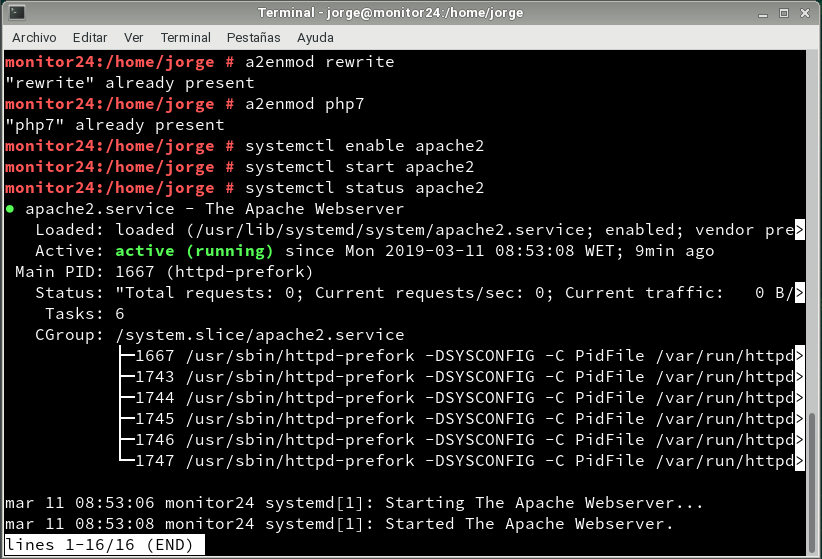 Terminal - jorge@monitor24:/home/jorge
Archivo Editar Ver Terminal Pestañas Ayuda
monitor24:/home/jorge # a2enmod rewrite
"rewrite" already present
monitor24:/home/jorge # a2enmod php7
"php7" already present
monitor24:/home/jorge # systemctl enable apache2
monitor24:/home/jorge # systemctl start apache2
monitor24:/home/jorge # systemctl status apache2
● apache2.service - The Apache Webserver
   Loaded: loaded (/usr/lib/systemd/system/apache2.service; enabled; vendor pre>
   Active: active (running) since Mon 2019-03-11 08:53:08 WET; 9min ago
 Main PID: 1667 (httpd-prefork)
   Status: "Total requests: 0; Current requests/sec: 0; Current traffic:   0 B/>
    Tasks: 6
   CGroup: /system.slice/apache2.service
           ├─1667 /usr/sbin/httpd-prefork -DSYSCONFIG -C PidFile /var/run/httpd>
           ├─1743 /usr/sbin/httpd-prefork -DSYSCONFIG -C PidFile /var/run/httpd>
           ├─1744 /usr/sbin/httpd-prefork -DSYSCONFIG -C PidFile /var/run/httpd>
           ├─1745 /usr/sbin/httpd-prefork -DSYSCONFIG -C PidFile /var/run/httpd>
           ├─1746 /usr/sbin/httpd-prefork -DSYSCONFIG -C PidFile /var/run/httpd>
           └─1747 /usr/sbin/httpd-prefork -DSYSCONFIG -C PidFile /var/run/httpd>
mar 11 08:53:06 monitor24 systemd[1]: Starting The Apache Webserver...
mar 11 08:53:08 monitor24 systemd[1]: Started The Apache Webserver.
lines 1-16/16 (END)